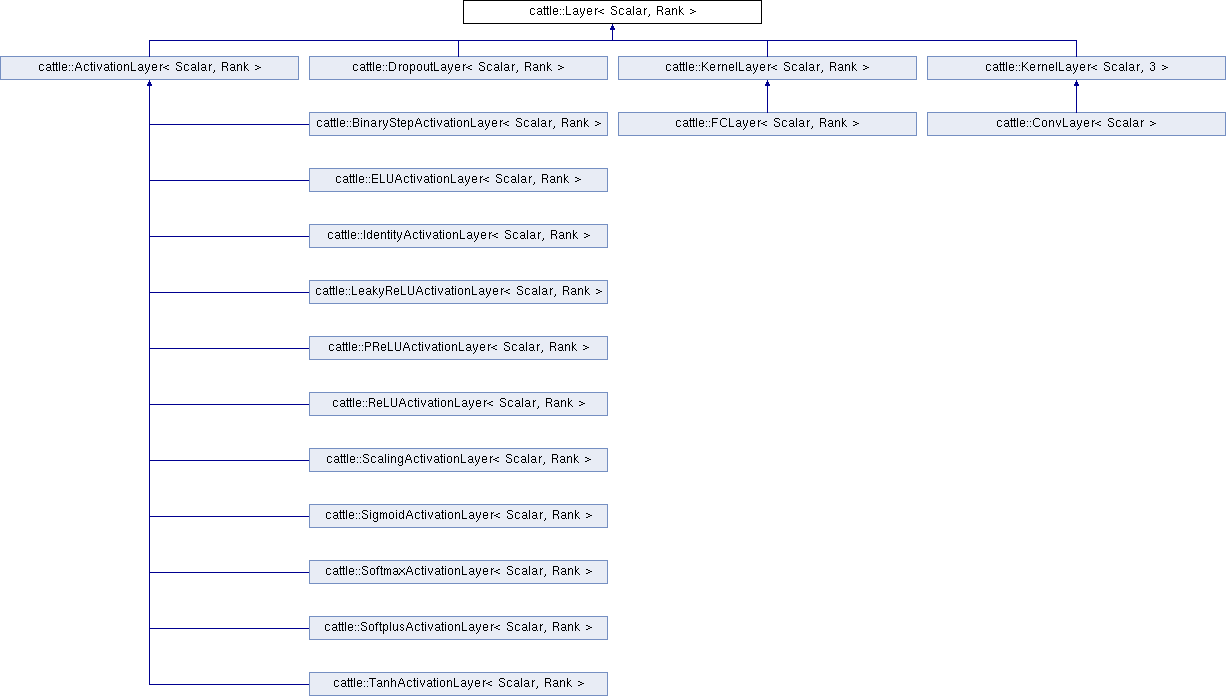 cattle::Layer< Scalar, Rank >
cattle::ActivationLayer< Scalar, Rank >
cattle::DropoutLayer< Scalar, Rank >
cattle::KernelLayer< Scalar, Rank >
cattle::KernelLayer< Scalar, 3 >
cattle::BinaryStepActivationLayer< Scalar, Rank >
cattle::FCLayer< Scalar, Rank >
cattle::ConvLayer< Scalar >
cattle::ELUActivationLayer< Scalar, Rank >
cattle::IdentityActivationLayer< Scalar, Rank >
cattle::LeakyReLUActivationLayer< Scalar, Rank >
cattle::PReLUActivationLayer< Scalar, Rank >
cattle::ReLUActivationLayer< Scalar, Rank >
cattle::ScalingActivationLayer< Scalar, Rank >
cattle::SigmoidActivationLayer< Scalar, Rank >
cattle::SoftmaxActivationLayer< Scalar, Rank >
cattle::SoftplusActivationLayer< Scalar, Rank >
cattle::TanhActivationLayer< Scalar, Rank >